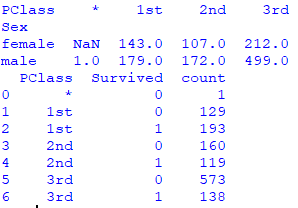 PClass    *    1st    2nd    3rd
Sex
female  NaN  143.0  107.0  212.0
male    1.0  179.0  172.0  499.0
  PClass  Survived  count
0      *         0      1
1    1st         0    129
2    1st         1    193
3    2nd         0    160
4    2nd         1    119
5    3rd         0    573
6    3rd         1    138